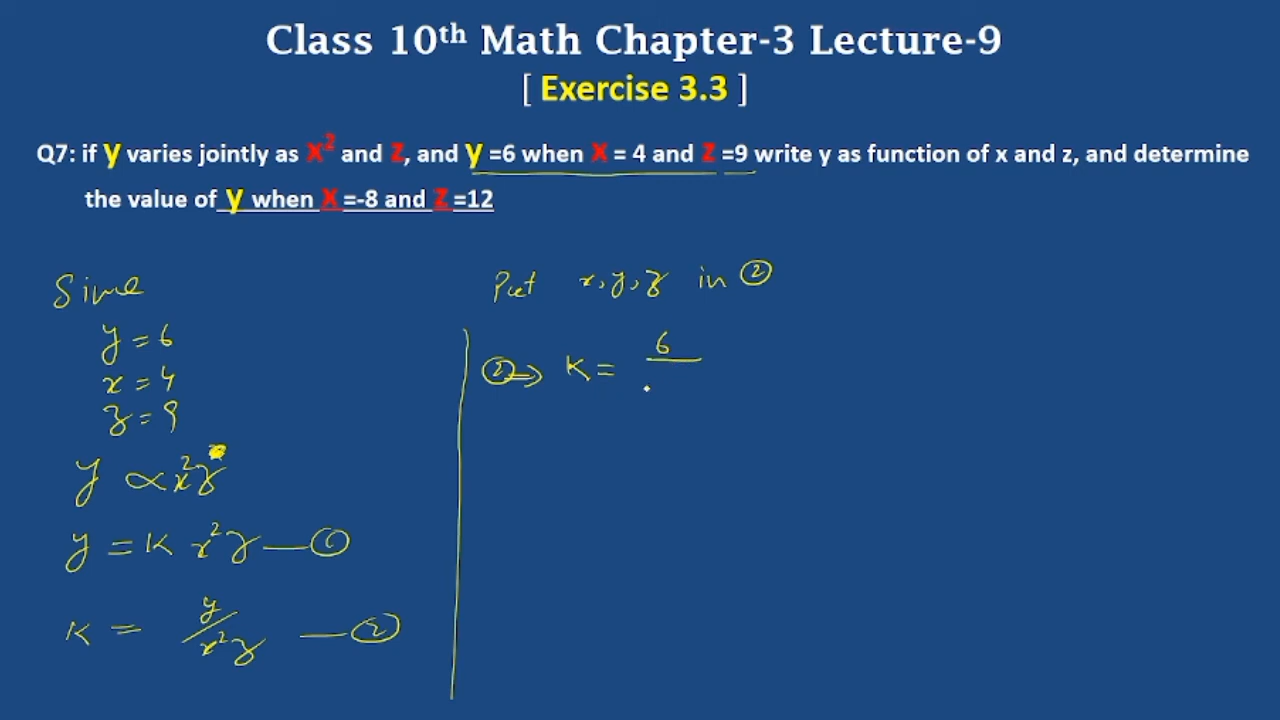 Class 10th Math Chapter-3 Lecture-9
[ Exercise 3.3 ]
Q7: if y varies jointly as x² and z, and y =6 when x = 4 and z =9 write y as function of x and z, and determine
the value of y when x =-8 and z =12
Since
y = 6
x = 4
z = 9
y ∝ x²z
y = K x²z — ①
K = y/x²z — ②
Put x, y, z in ②
② ⇒ K = 6